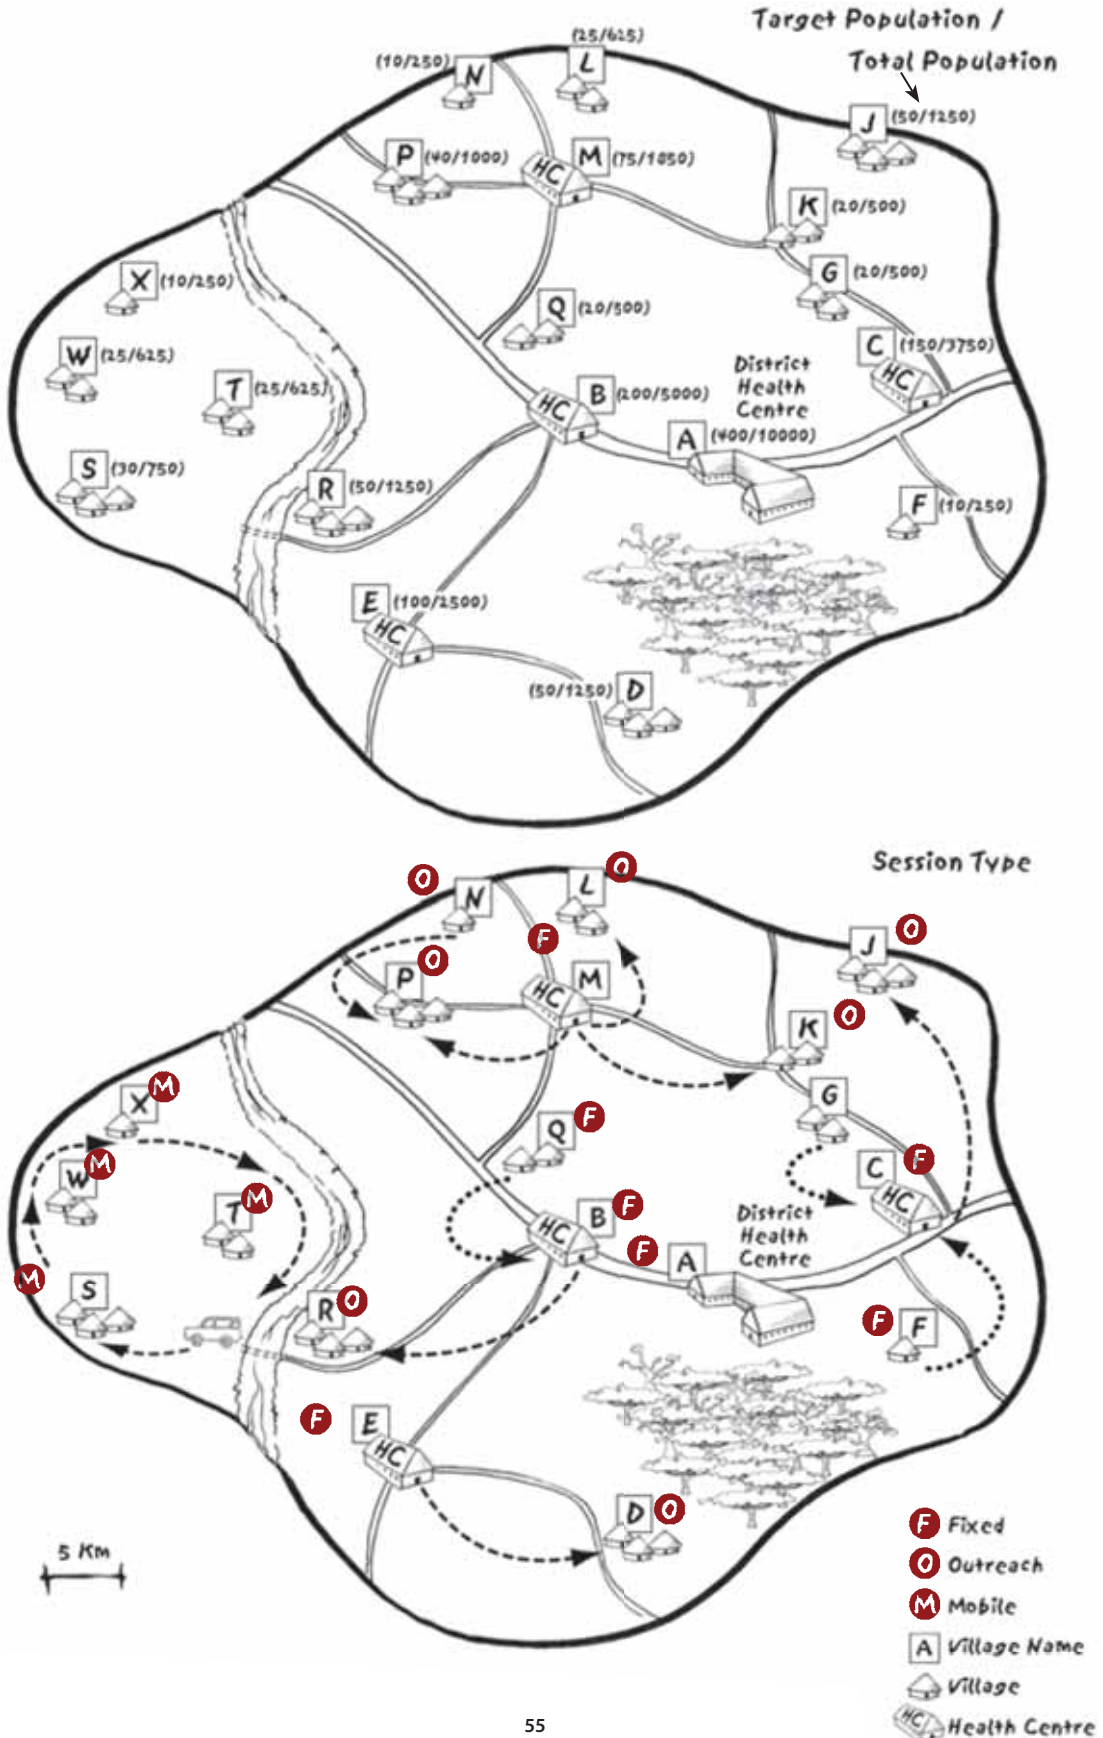 Target Population /
Total Population
(25/625)
(10/250) N L
J (50/1250)
P (40/1000) HC M (75/1850)
K (20/500)
X (10/250) G (20/500)
Q (20/500)
W (25/625) C (150/3750)
HC
T (25/625) District
Health
Centre
HC B (200/5000)
A (400/10000)
S (30/750) R (50/1250)
F (10/250)
E (100/2500)
HC
(50/1250) D
Session Type
O N L O
J O
F
P O HC M
K O
X M G
Q F
W M C F
HC
T M B F District
Health
Centre
HC F A
M S R O
F F
F E
HC
D O
5 Km
F Fixed
O Outreach
M Mobile
A Village Name
Village
HC Health Centre
55